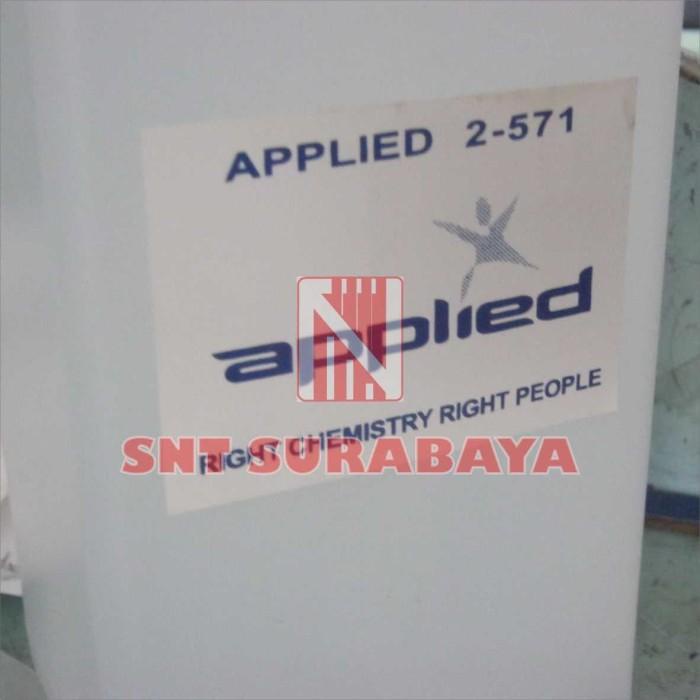 APPLIED 2-571
applied
RIGHT CHEMISTRY RIGHT PEOPLE
SNT SURABAYA